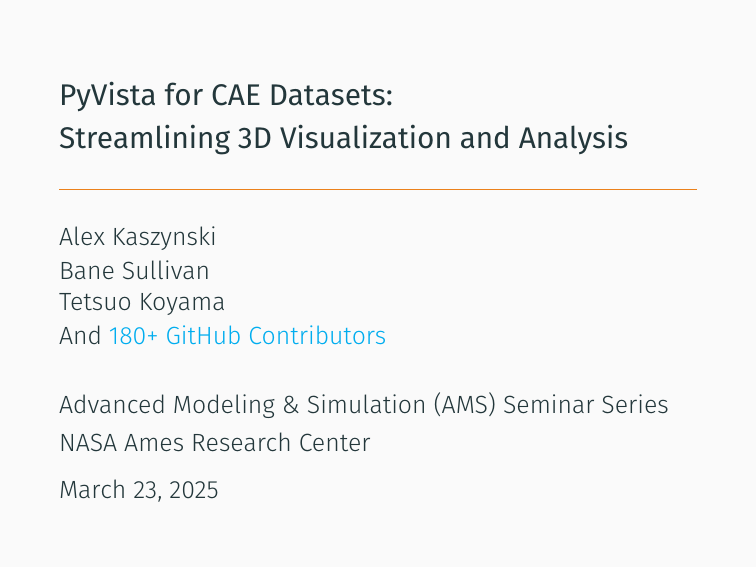 PyVista for CAE Datasets:
Streamlining 3D Visualization and Analysis
Alex Kaszynski
Bane Sullivan
Tetsuo Koyama
And 180+ GitHub Contributors
Advanced Modeling & Simulation (AMS) Seminar Series
NASA Ames Research Center
March 23, 2025